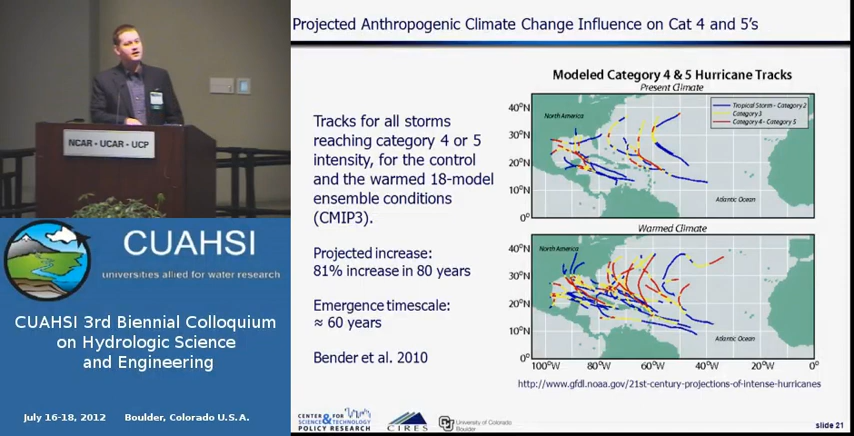 Projected Anthropogenic Climate Change Influence on Cat 4 and 5's
NCAR • UCAR • UCP
CUAHSI
universities allied for water research
CUAHSI 3rd Biennial Colloquium
on Hydrologic Science
and Engineering
July 16-18, 2012 Boulder, Colorado U.S.A.
Tracks for all storms
reaching category 4 or 5
intensity, for the control
and the warmed 18-model
ensemble conditions
(CMIP3).
Projected increase:
81% increase in 80 years
Emergence timescale:
≈ 60 years
Bender et al. 2010
Modeled Category 4 & 5 Hurricane Tracks
Present Climate
40°N
30°N
20°N
10°N
0°
North America
Tropical Storm - Category 2
Category 3
Category 4 - Category 5
Atlantic Ocean
Warmed Climate
40°N
30°N
20°N
10°N
0°
North America
Atlantic Ocean
100°W 80°W 60°W 40°W 20°W 0°
http://www.gfdl.noaa.gov/21st-century-projections-of-intense-hurricanes
CENTER FOR
SCIENCE & TECHNOLOGY
POLICY RESEARCH
CIRES
University of Colorado
Boulder
slide 21